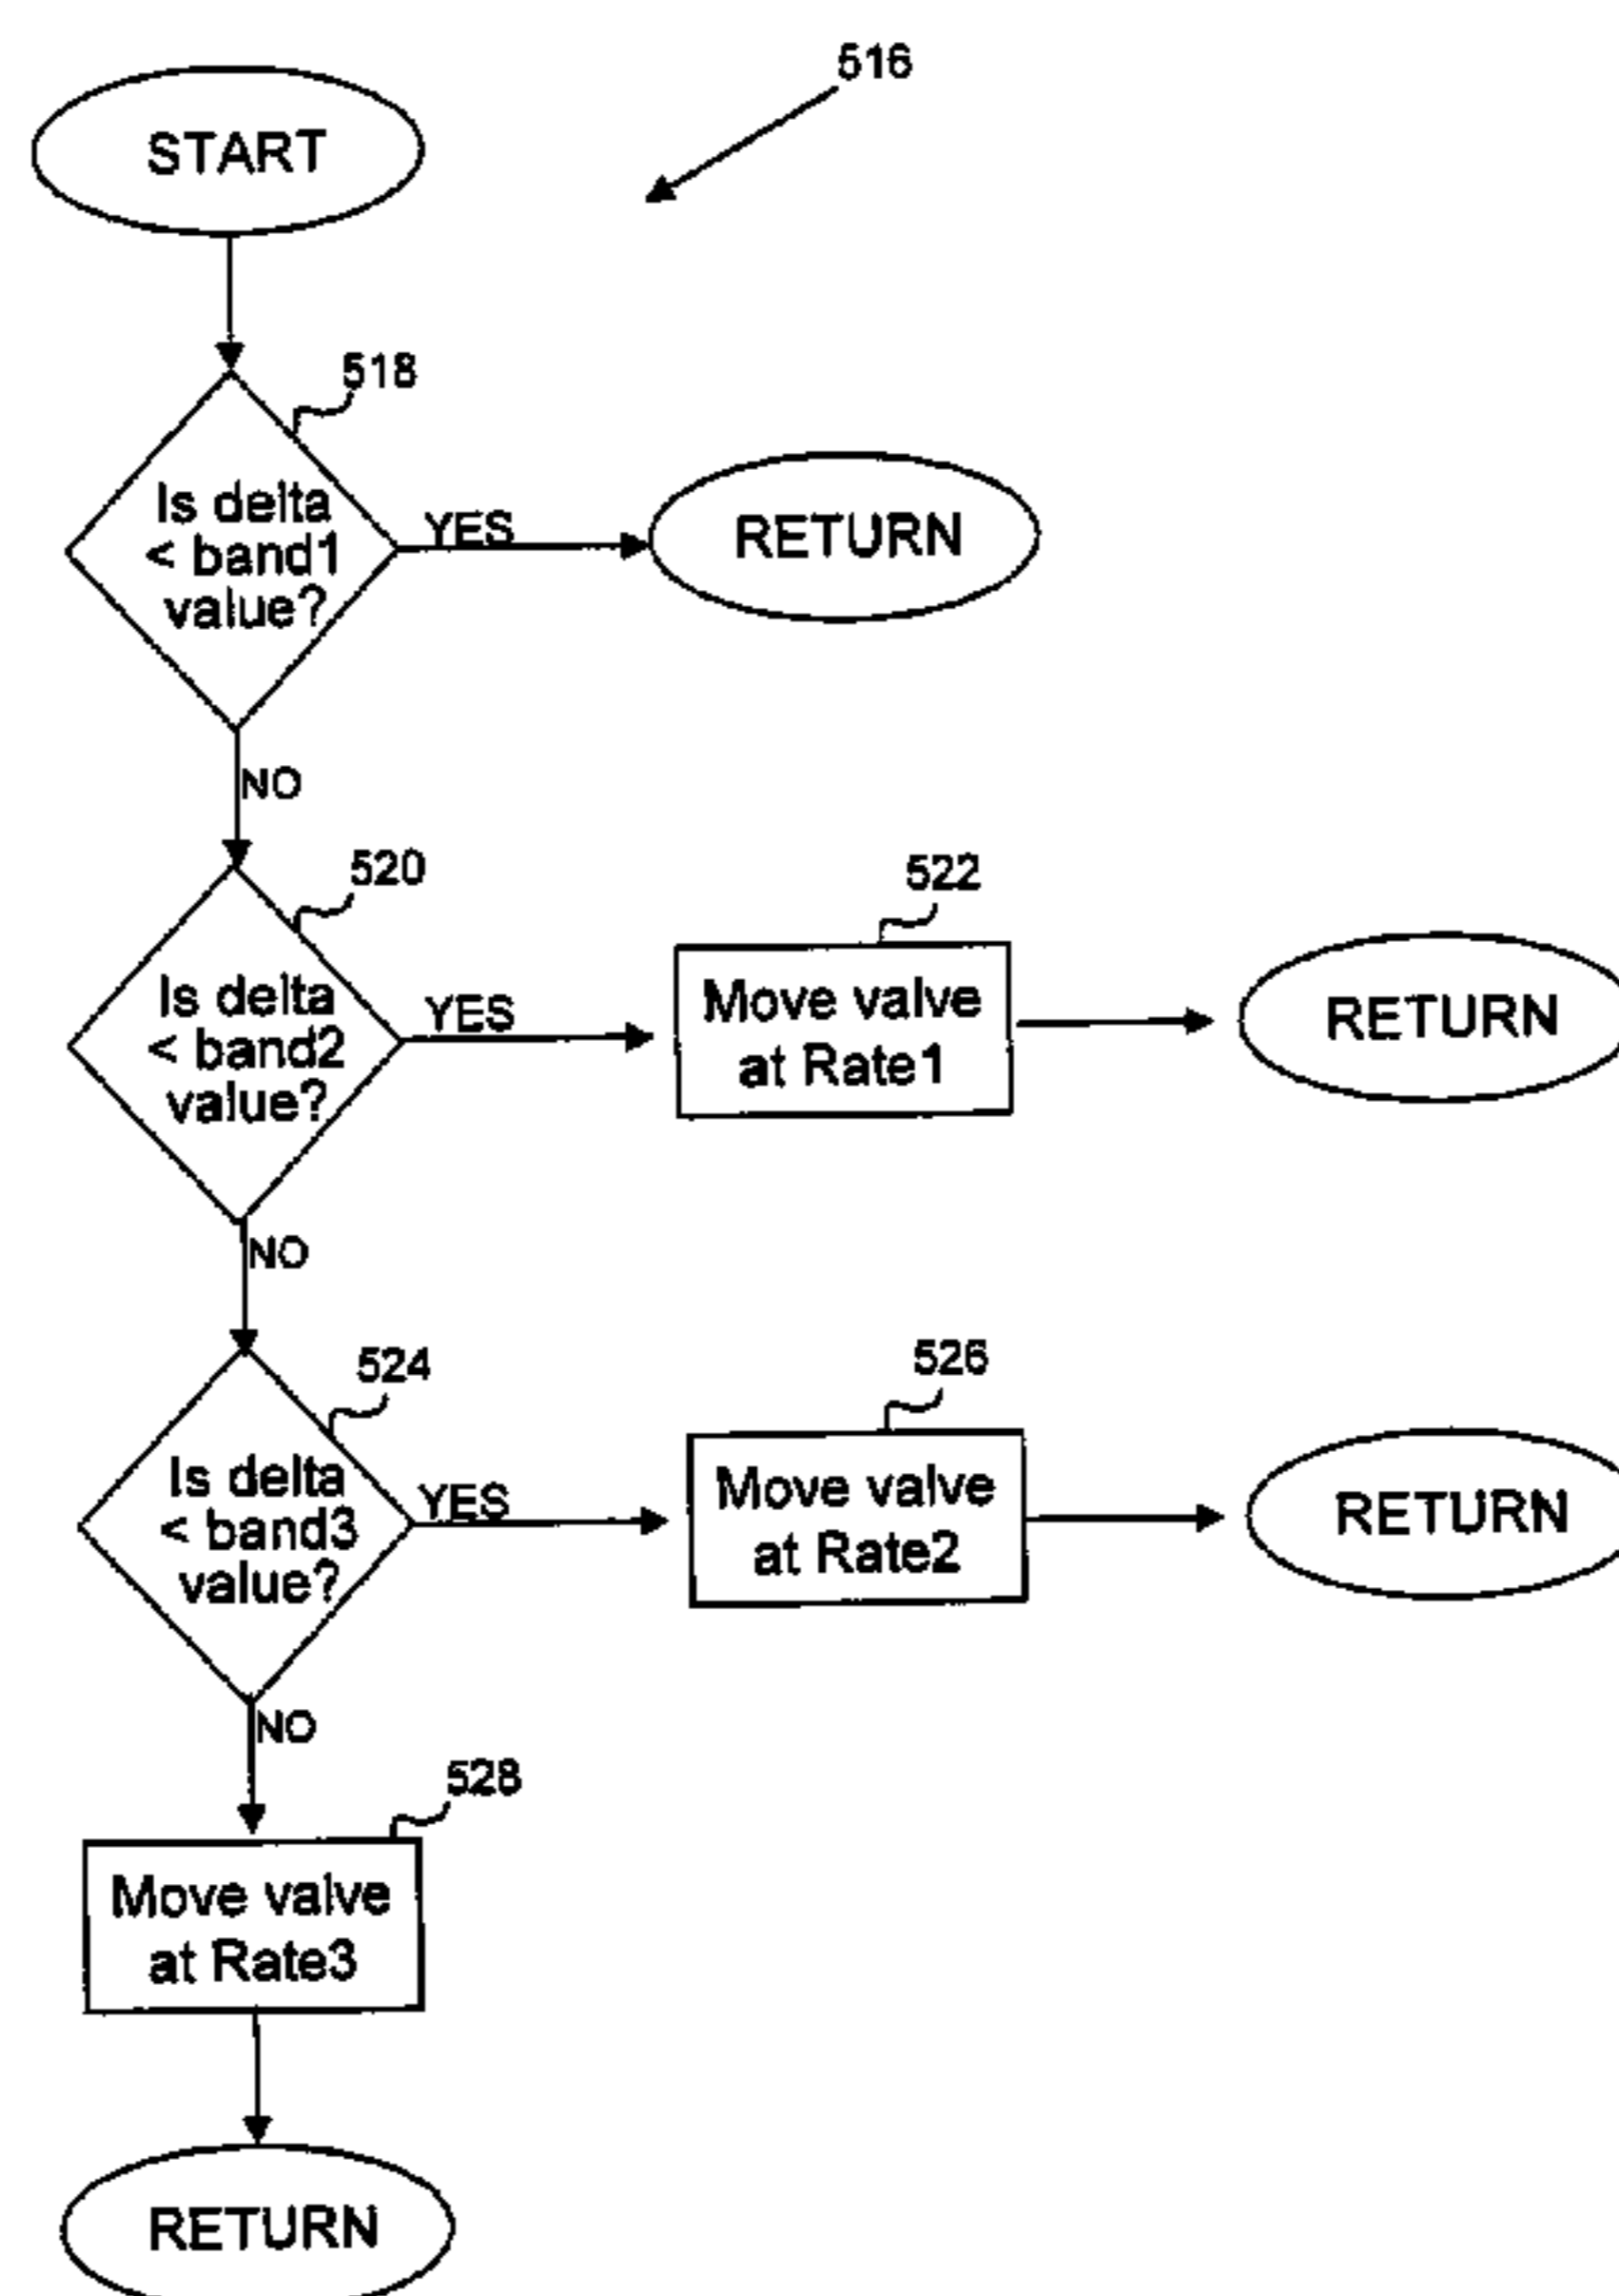 516
START
518
Is delta
< band1
value?
YES
RETURN
NO
520
Is delta
< band2
value?
YES
522
Move valve
at Rate1
RETURN
NO
524
Is delta
< band3
value?
YES
526
Move valve
at Rate2
RETURN
NO
528
Move valve
at Rate3
RETURN